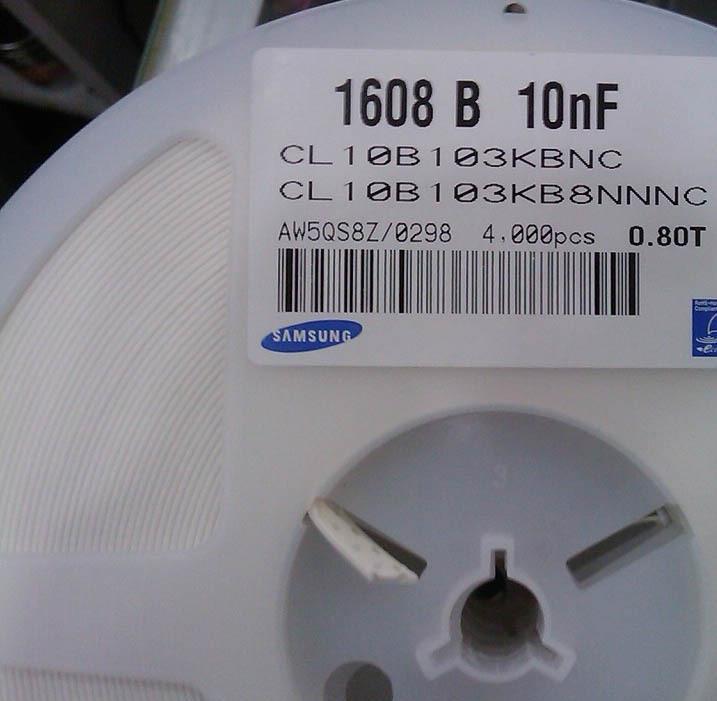 1608 B 10nF
CL10B103KBNC
CL10B103KB8NNNC
AW5QS8Z/0298 4,000pcs 0.80T
SAMSUNG